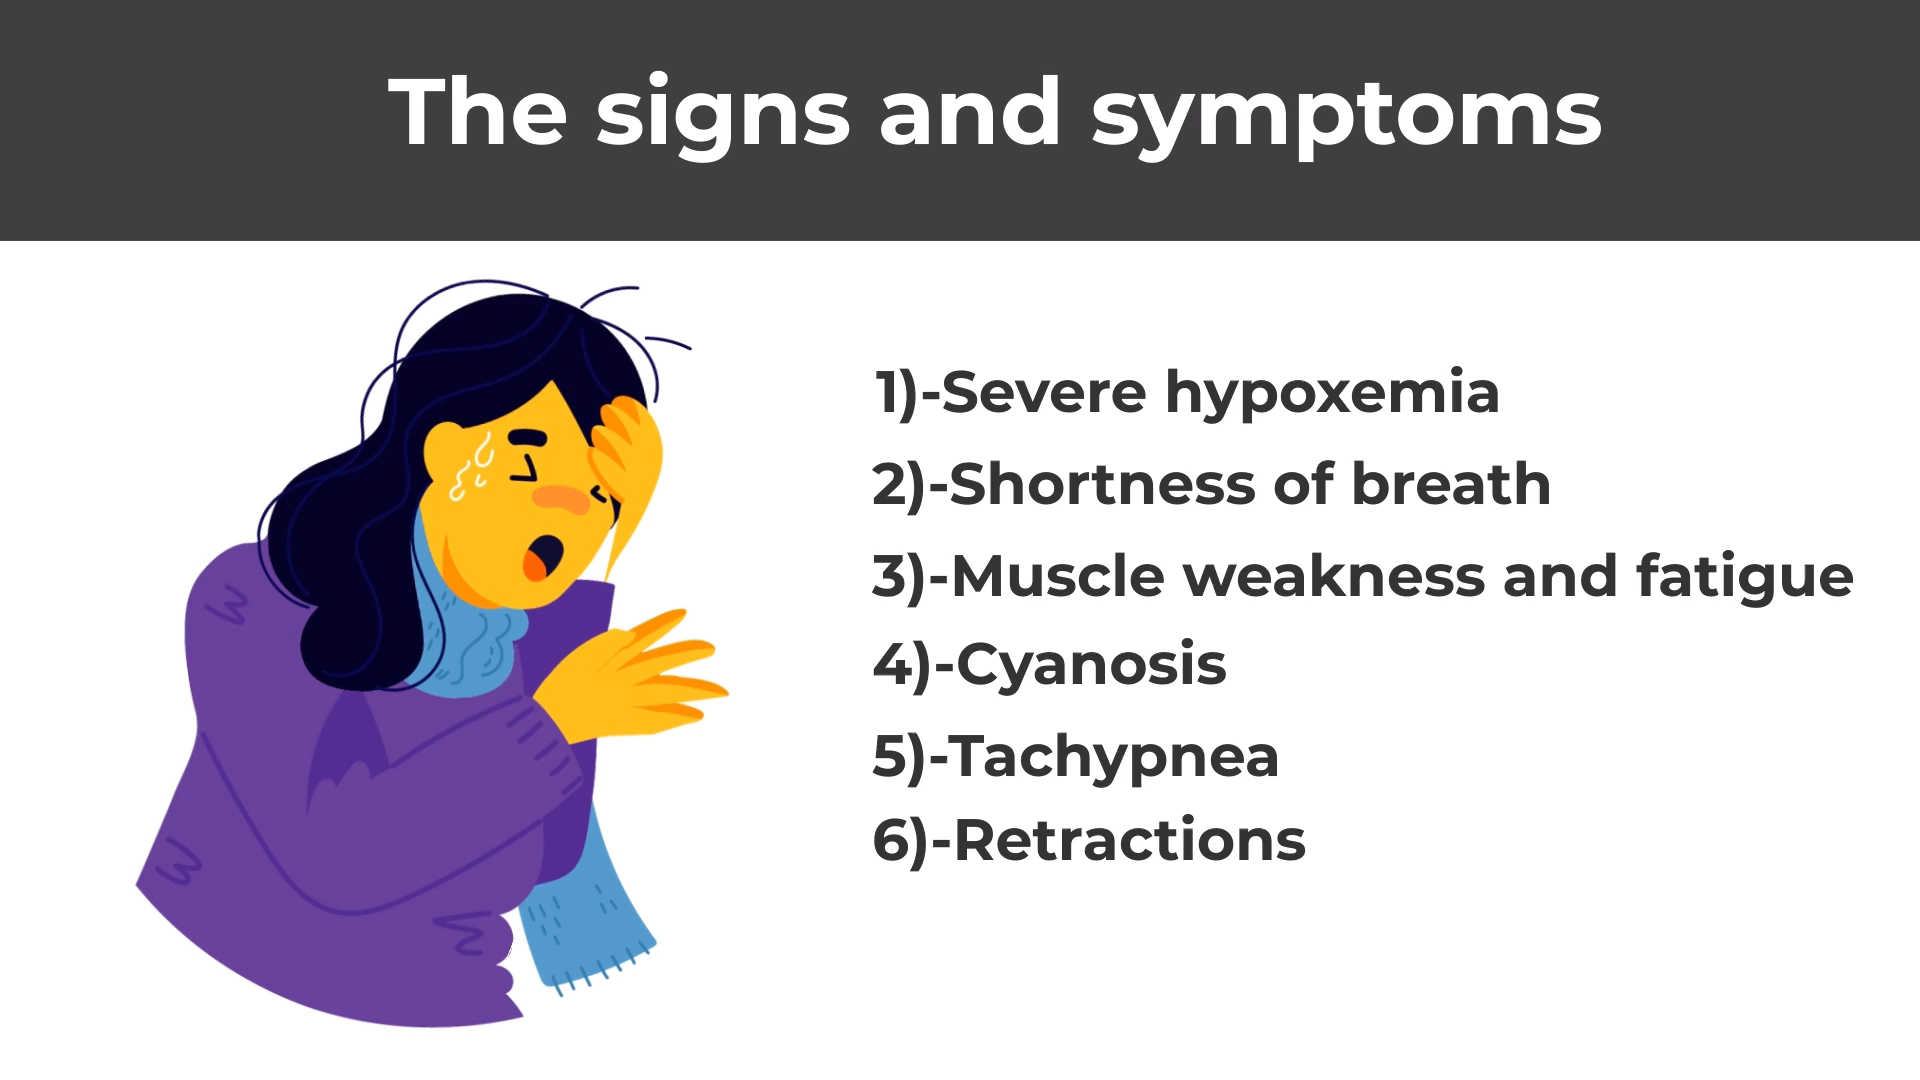 The signs and symptoms
1)-Severe hypoxemia
2)-Shortness of breath
3)-Muscle weakness and fatigue
4)-Cyanosis
5)-Tachypnea
6)-Retractions